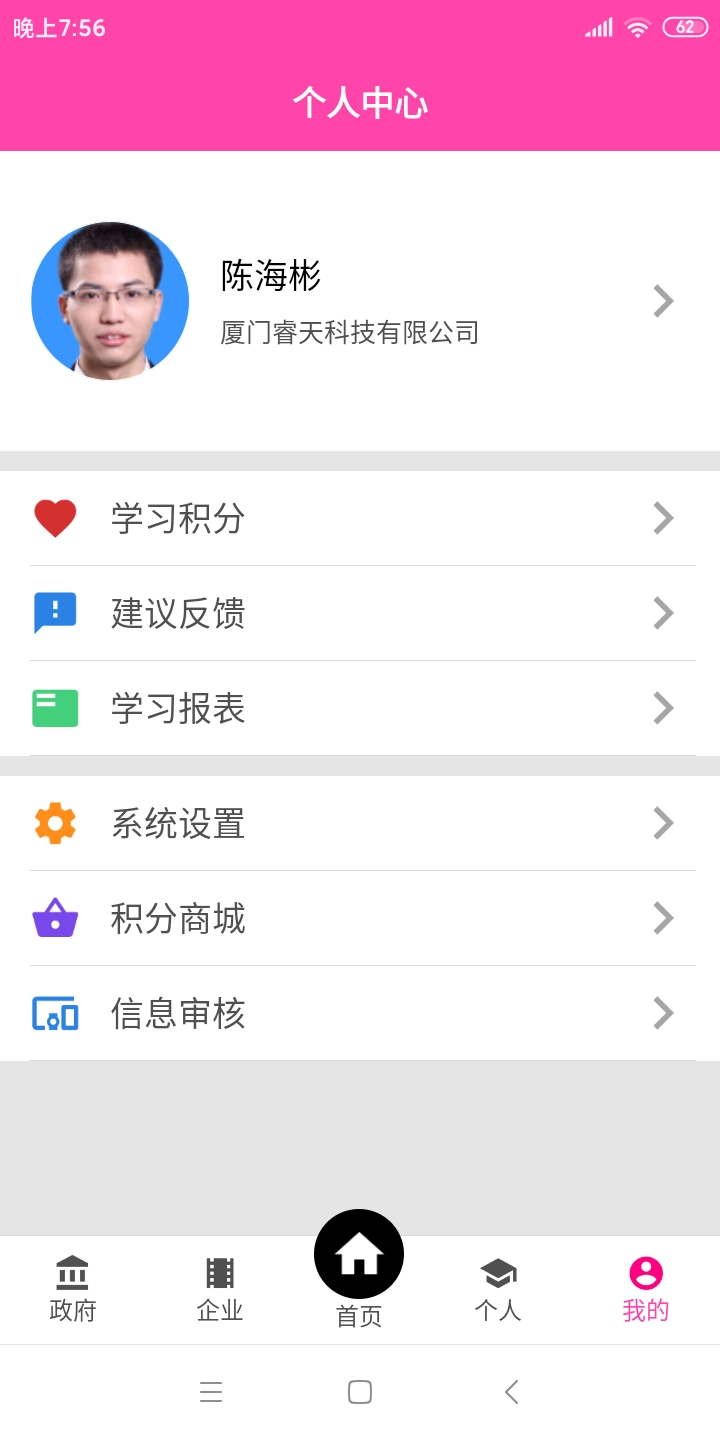 晚上7:56
62
个人中心
陈海彬
厦门睿天科技有限公司
学习积分
建议反馈
学习报表
系统设置
积分商城
信息审核
政府
企业
首页
个人
我的